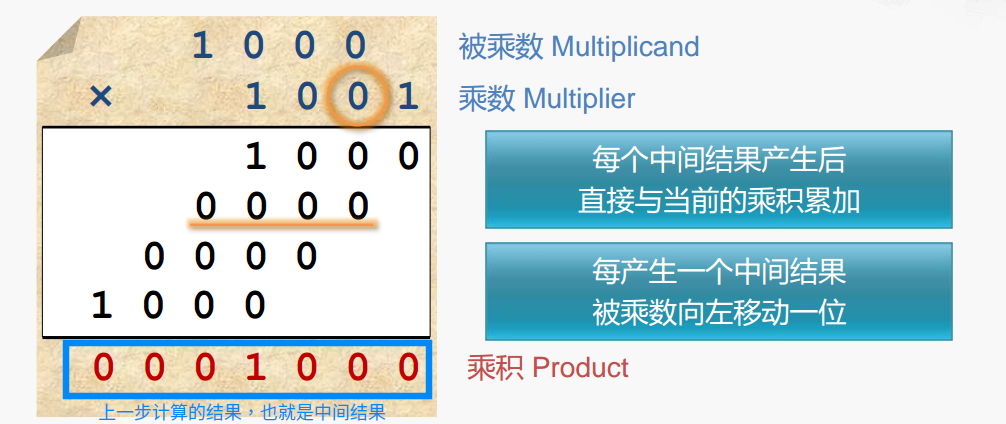 1 0 0 0
被乘数 Multiplicand
× 1 0 0 1
乘数 Multiplier
1 0 0 0
0 0 0 0
0 0 0 0
1 0 0 0
每个中间结果产生后
直接与当前的乘积累加
每产生一个中间结果
被乘数向左移动一位
0 0 0 1 0 0 0
乘积 Product
上一步计算的结果，也就是中间结果